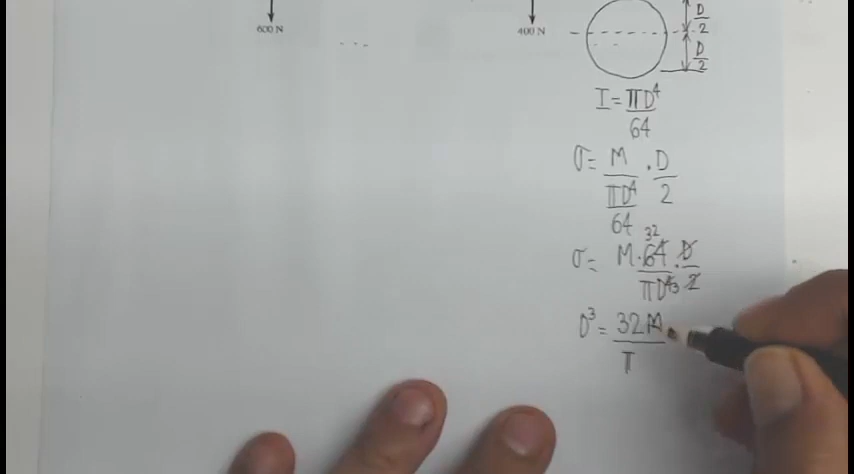 600 N
400 N
D/2
D/2
I = πD⁴/64
σ = M/(πD⁴/64) · D/2
32
σ = M·64/πD⁴ · D/2
3
D³ = 32M/π